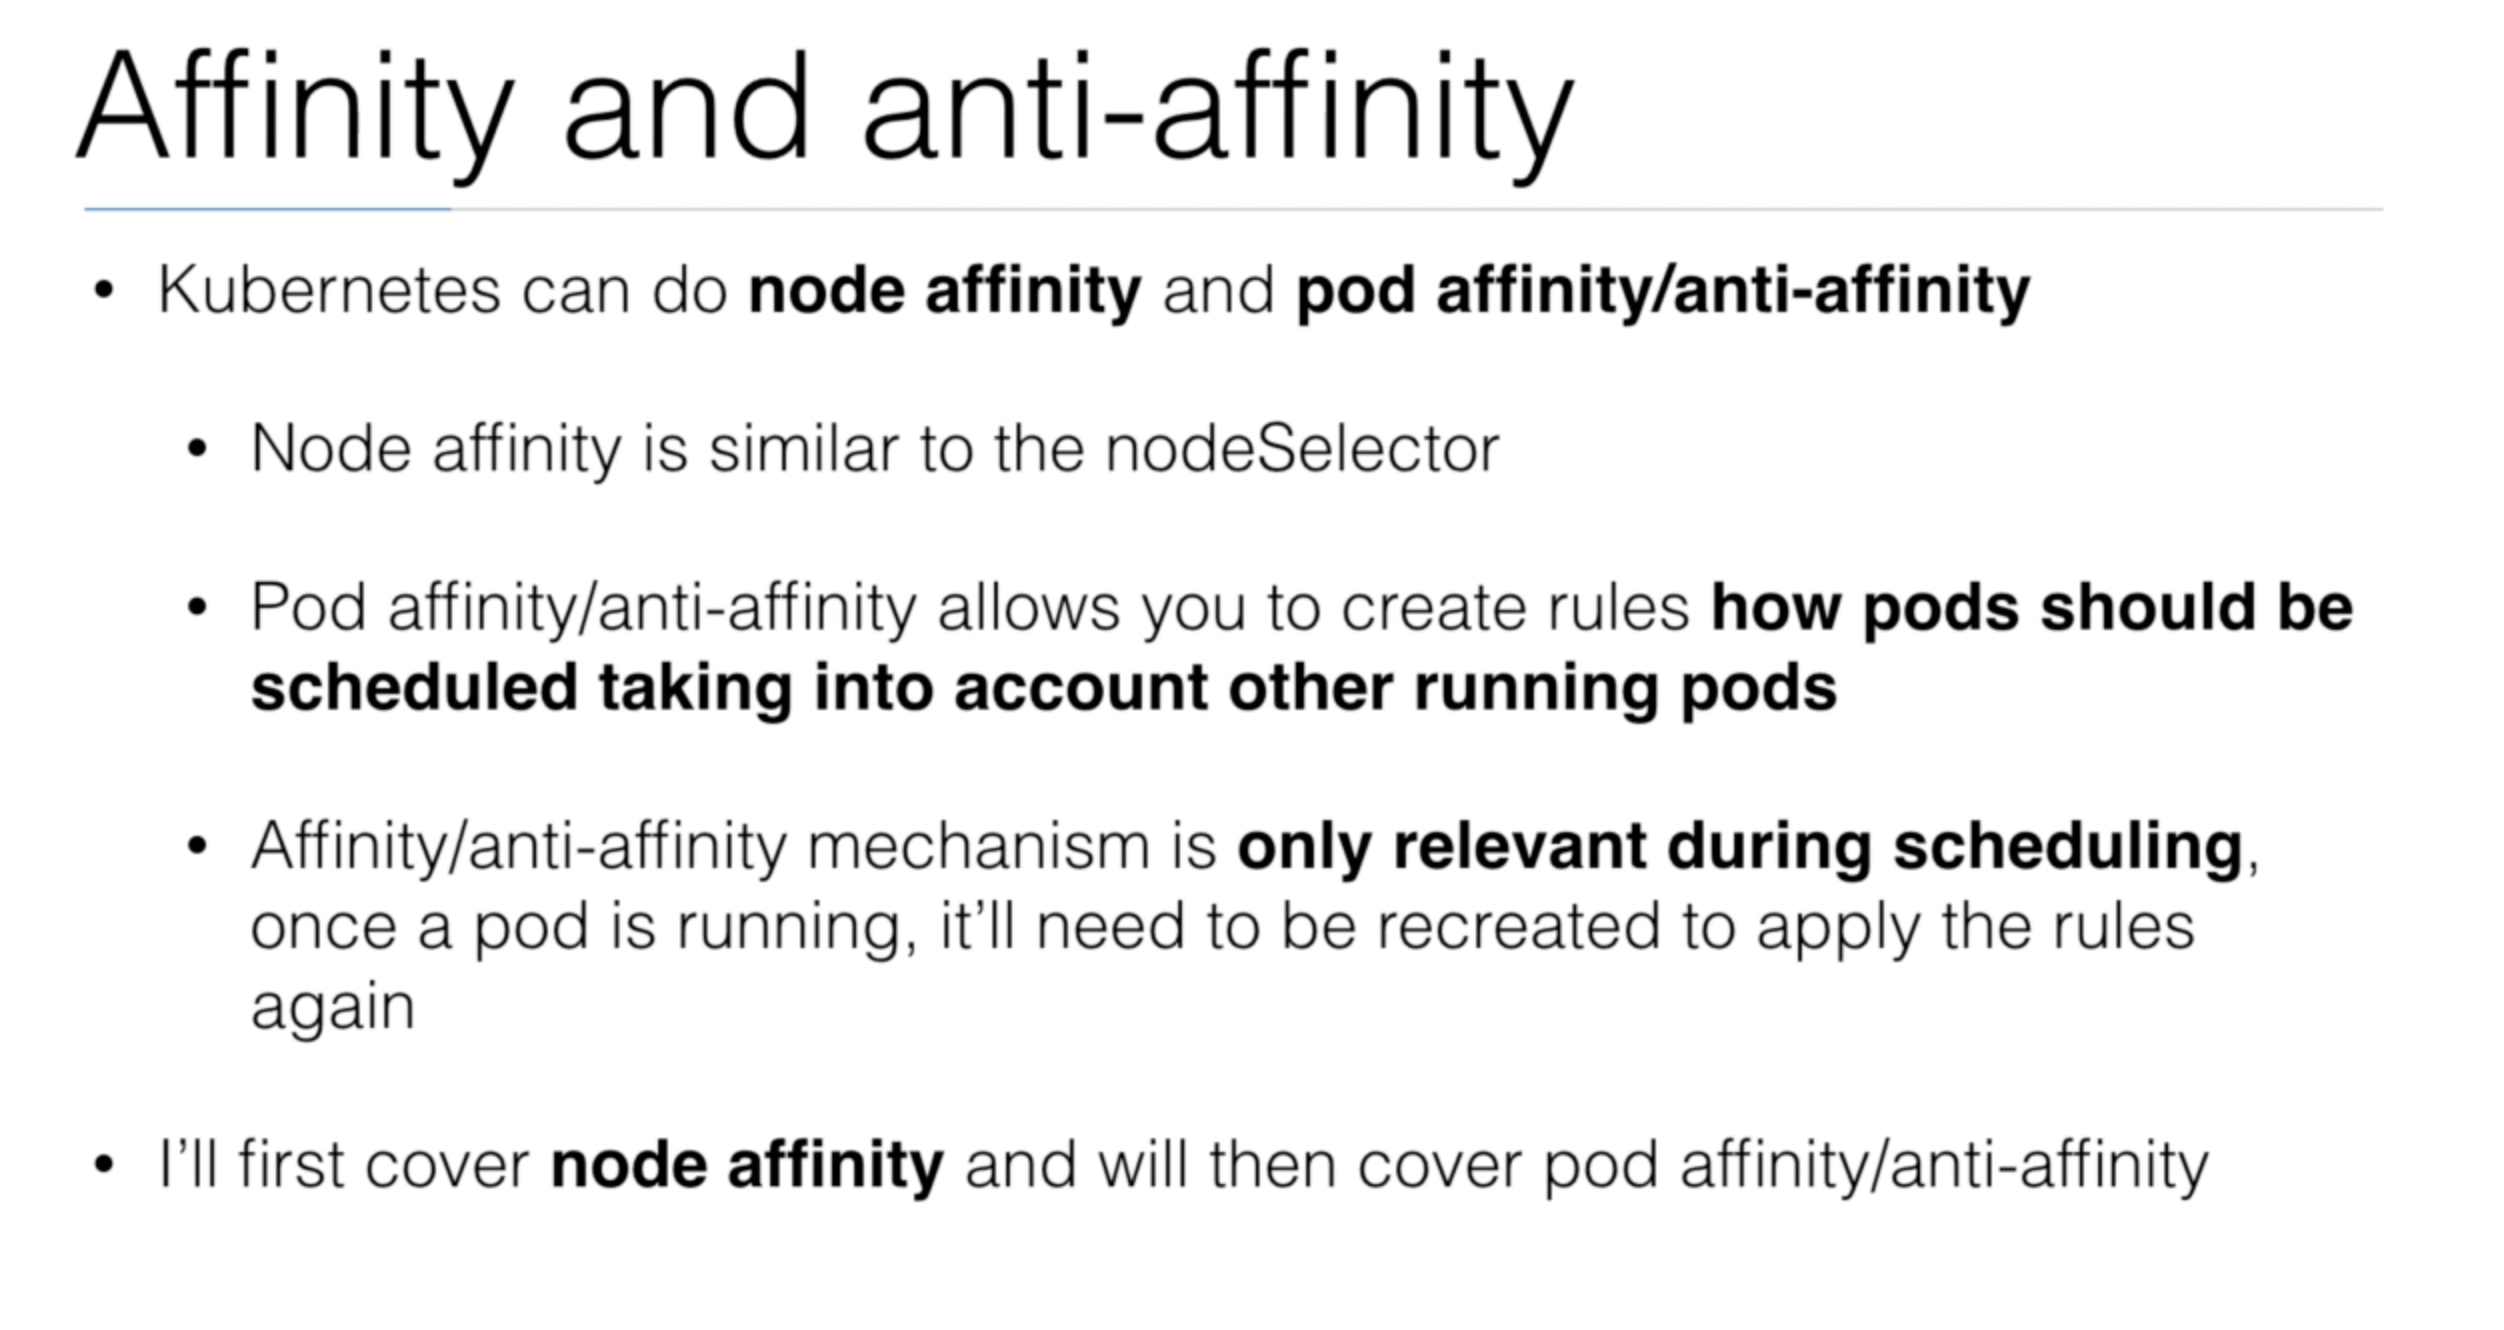 Affinity and anti-affinity
• Kubernetes can do node affinity and pod affinity/anti-affinity
• Node affinity is similar to the nodeSelector
• Pod affinity/anti-affinity allows you to create rules how pods should be
scheduled taking into account other running pods
• Affinity/anti-affinity mechanism is only relevant during scheduling,
once a pod is running, it’ll need to be recreated to apply the rules
again
• I’ll first cover node affinity and will then cover pod affinity/anti-affinity